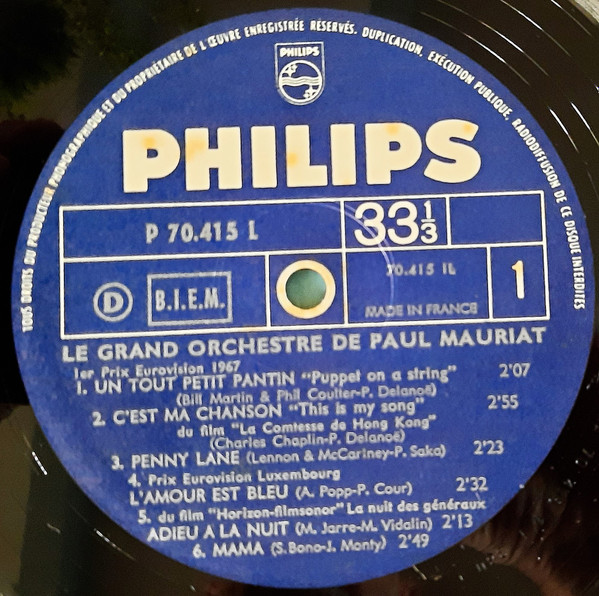 TOUS DROITS DU PRODUCTEUR PHONOGRAPHIQUE ET DU PROPRIÉTAIRE DE L'ŒUVRE ENREGISTRÉE RÉSERVÉS. DUPLICATION, EXÉCUTION PUBLIQUE, RADIODIFFUSION DE CE DISQUE INTERDITES
PHILIPS
PHILIPS
P 70.415 L
33⅓
D
B.I.E.M.
70.415 1L
MADE IN FRANCE
1
LE GRAND ORCHESTRE DE PAUL MAURIAT
1er Prix Eurovision 1967
1. UN TOUT PETIT PANTIN "Puppet on a string" 2'07
(Bill Martin & Phil Coulter-P. Delanoë)
2. C'EST MA CHANSON "This is my song" 2'55
du film "La Comtesse de Hong Kong"
(Charles Chaplin-P. Delanoë)
3. PENNY LANE (Lennon & McCartney-P. Saka) 2'23
4. Prix Eurovision Luxembourg
L'AMOUR EST BLEU (A. Popp-P. Cour) 2'32
5. du film "Horizon-filmsonor" La nuit des généraux
ADIEU A LA NUIT (M. Jarre-M. Vidalin) 2'13
6. MAMA (S.Bono-J. Monty) 2'49